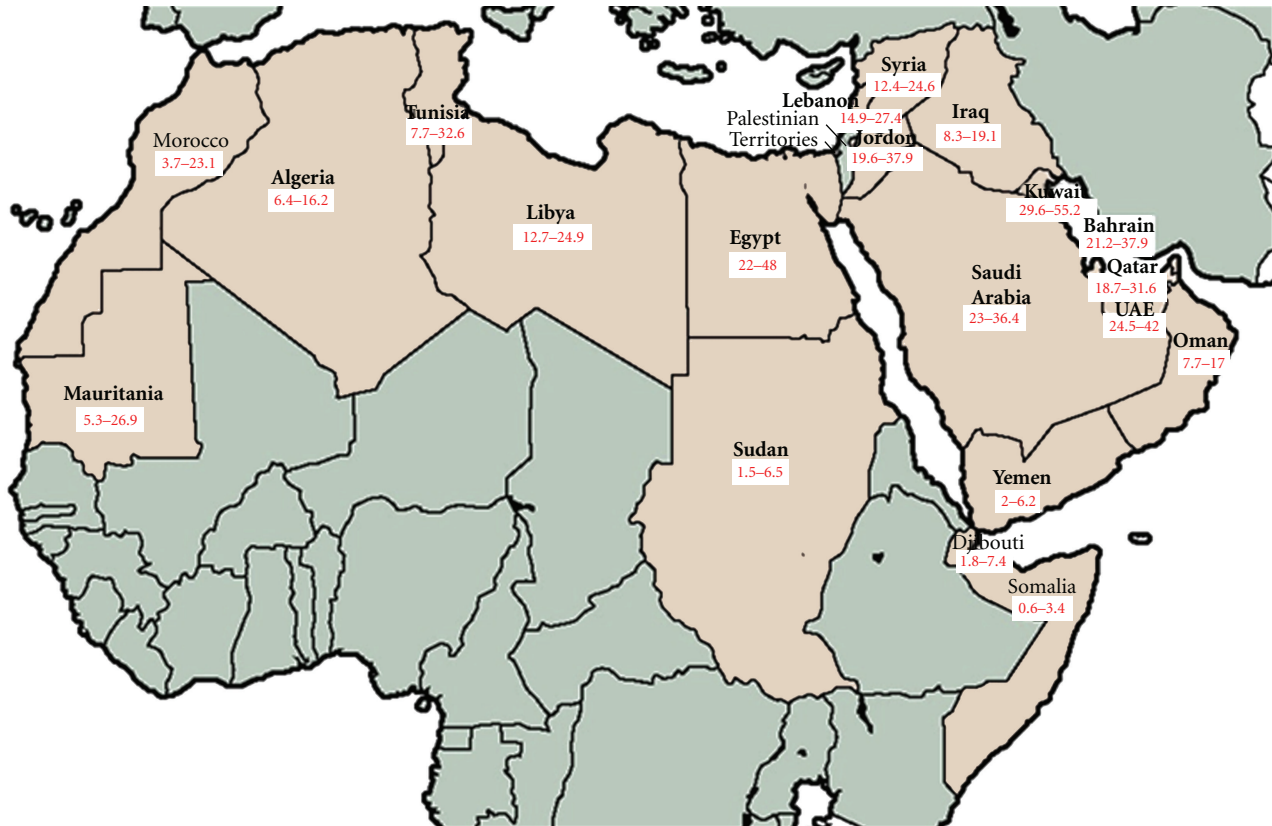 Syria
12.4–24.6
Lebanon
14.9–27.4
Palestinian
Territories
Jordon
19.6–37.9
Iraq
8.3–19.1
Tunisia
7.7–32.6
Morocco
3.7–23.1
Algeria
6.4–16.2
Libya
12.7–24.9
Egypt
22–48
Kuwait
29.6–55.2
Bahrain
21.2–37.9
Qatar
18.7–31.6
UAE
24.5–42
Saudi
Arabia
23–36.4
Oman
7.7–17
Mauritania
5.3–26.9
Sudan
1.5–6.5
Yemen
2–6.2
Djibouti
1.8–7.4
Somalia
0.6–3.4